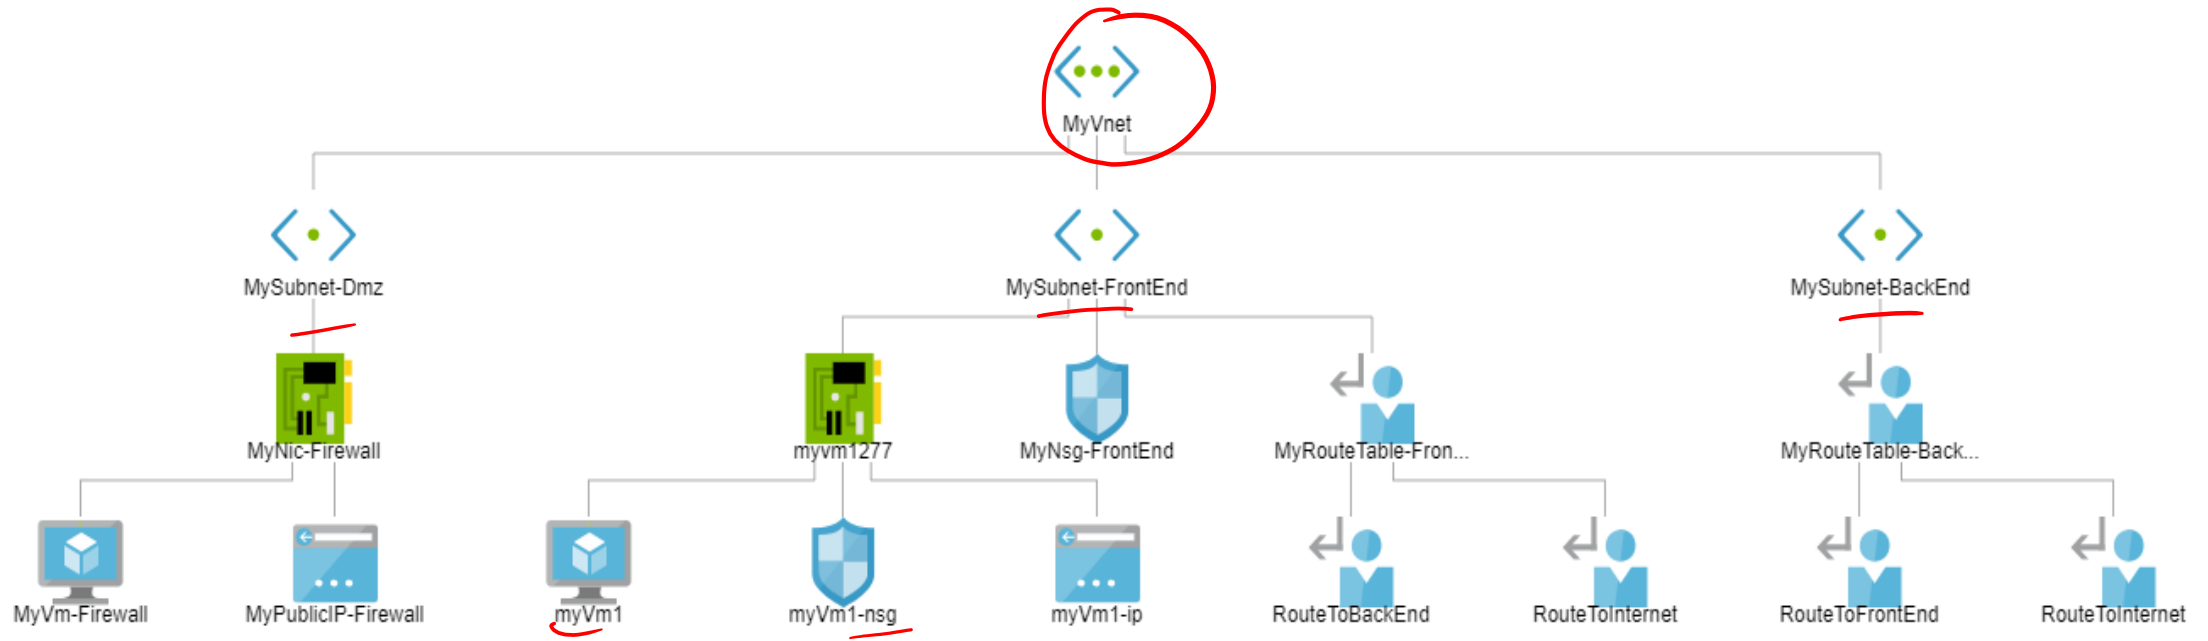 MyVnet
MySubnet-Dmz
MySubnet-FrontEnd
MySubnet-BackEnd
MyNic-Firewall
myvm1277
MyNsg-FrontEnd
MyRouteTable-Fron...
MyRouteTable-Back...
MyVm-Firewall
MyPublicIP-Firewall
myVm1
myVm1-nsg
myVm1-ip
RouteToBackEnd
RouteToInternet
RouteToFrontEnd
RouteToInternet